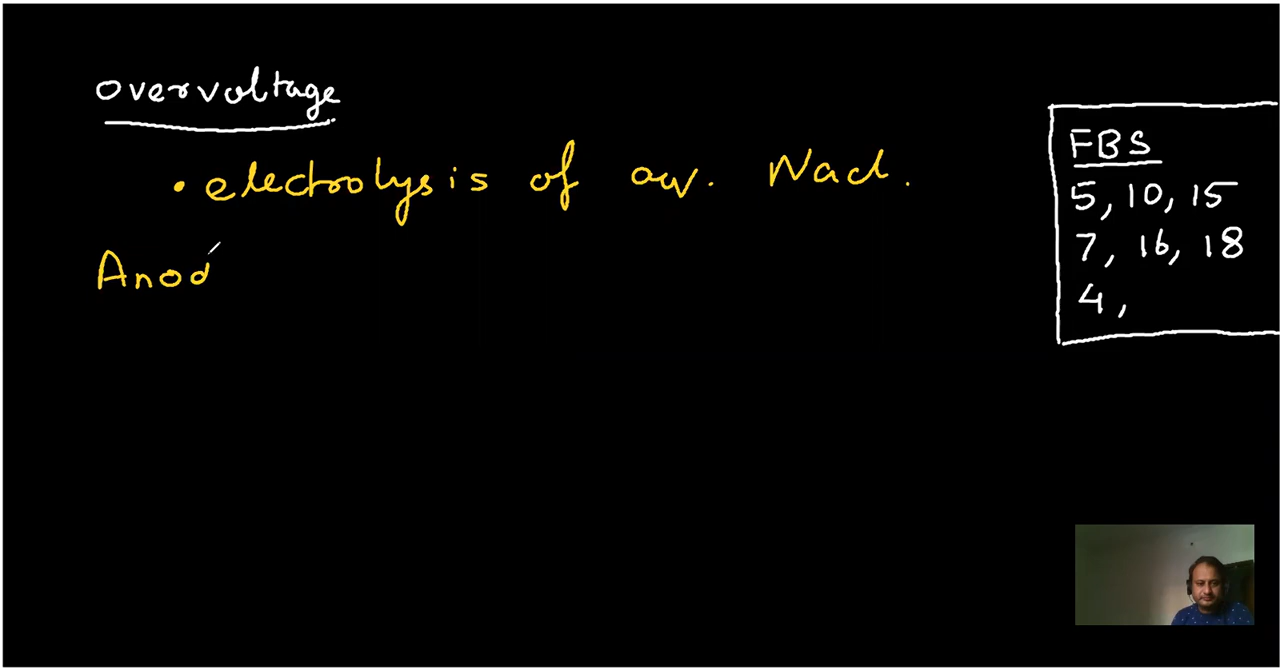 overvoltage
• electrolysis of aq. Nacl.
Anod
FBS
5, 10, 15
7, 16, 18
4,